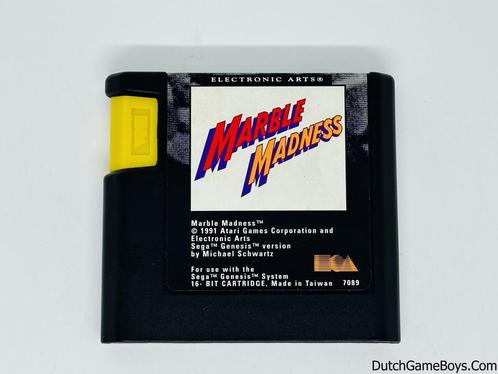 ELECTRONIC ARTS®
MARBLE
MADNESS
Marble Madness™
© 1991 Atari Games Corporation and
Electronic Arts
Sega™ Genesis™ version
by Michael Schwartz
For use with the
Sega™ Genesis™ System
16- BIT CARTRIDGE, Made in Taiwan 7089
EOA
DutchGameBoys.Com